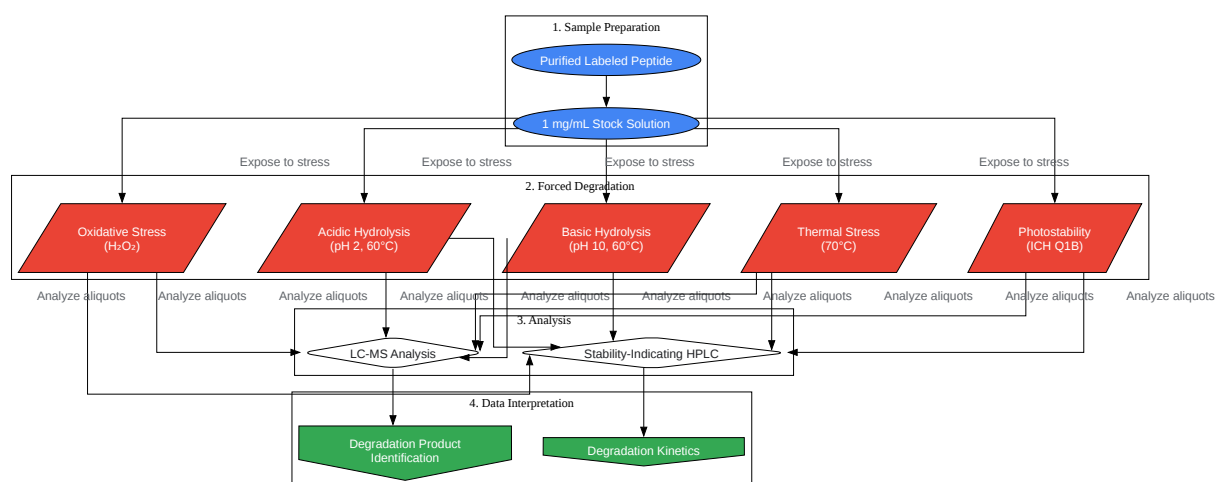 1. Sample Preparation
Purified Labeled Peptide
1 mg/mL Stock Solution
Expose to stress
Expose to stress
Expose to stress
Expose to stress
Expose to stress
2. Forced Degradation
Oxidative Stress
(H₂O₂)
Acidic Hydrolysis
(pH 2, 60°C)
Basic Hydrolysis
(pH 10, 60°C)
Thermal Stress
(70°C)
Photostability
(ICH Q1B)
Analyze aliquots
Analyze aliquots
Analyze aliquots
Analyze aliquots
Analyze aliquots
Analyze aliquots
Analyze aliquots
Analyze aliquots
Analyze aliquots
Analyze aliquots
3. Analysis
LC-MS Analysis
Stability-Indicating HPLC
4. Data Interpretation
Degradation Product
Identification
Degradation Kinetics